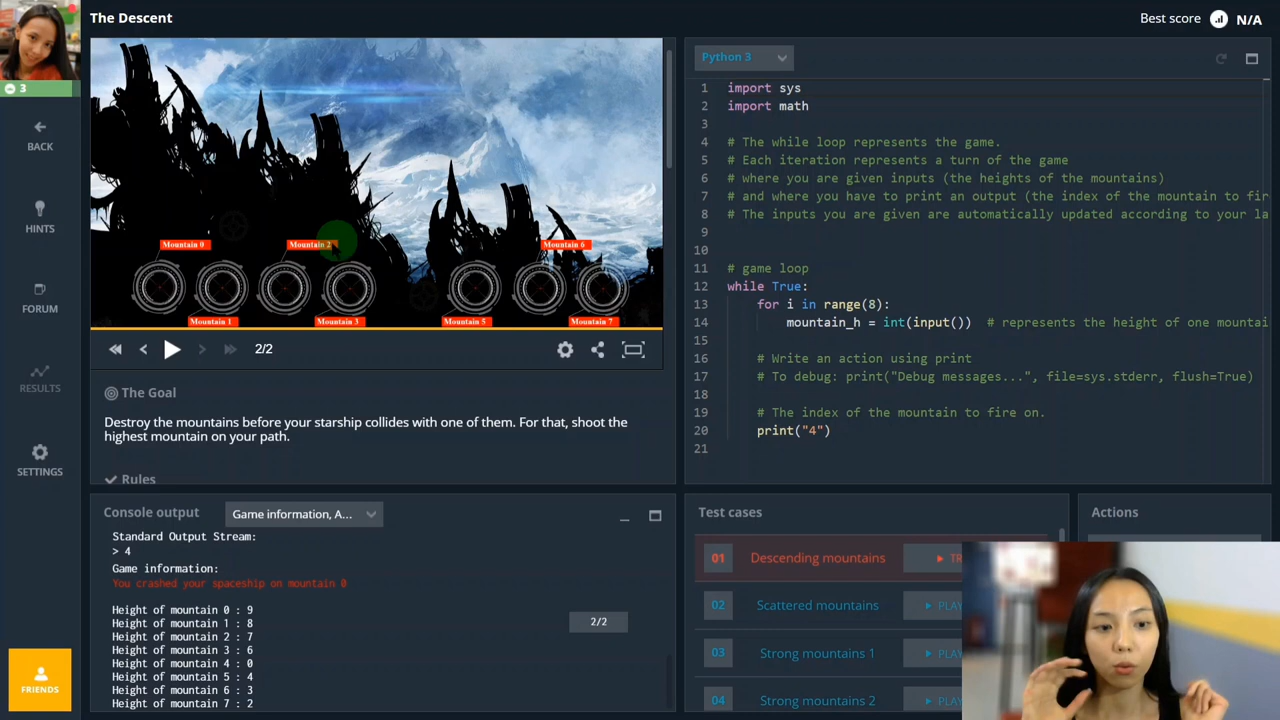 The Descent
Best score N/A
3
BACK
HINTS
FORUM
RESULTS
SETTINGS
FRIENDS
Mountain 0
Mountain 2
Mountain 6
Mountain 1
Mountain 3
Mountain 5
Mountain 7
2/2
The Goal
Destroy the mountains before your starship collides with one of them. For that, shoot the
highest mountain on your path.
Rules
Console output
Game information, A...
Standard Output Stream:
> 4
Game information:
You crashed your spaceship on mountain 0
Height of mountain 0 : 9
Height of mountain 1 : 8
Height of mountain 2 : 7
Height of mountain 3 : 6
Height of mountain 4 : 0
Height of mountain 5 : 4
Height of mountain 6 : 3
Height of mountain 7 : 2
2/2
Python 3
1 import sys
2 import math
3
4 # The while loop represents the game.
5 # Each iteration represents a turn of the game
6 # where you are given inputs (the heights of the mountains)
7 # and where you have to print an output (the index of the mountain to fir
8 # The inputs you are given are automatically updated according to your la
9
10
11 # game loop
12 while True:
13 for i in range(8):
14 mountain_h = int(input()) # represents the height of one mountai
15
16 # Write an action using print
17 # To debug: print("Debug messages...", file=sys.stderr, flush=True)
18
19 # The index of the mountain to fire on.
20 print("4")
21
Test cases
01 Descending mountains TR
02 Scattered mountains PLAY
03 Strong mountains 1 PLAY
04 Strong mountains 2 PLAY
Actions